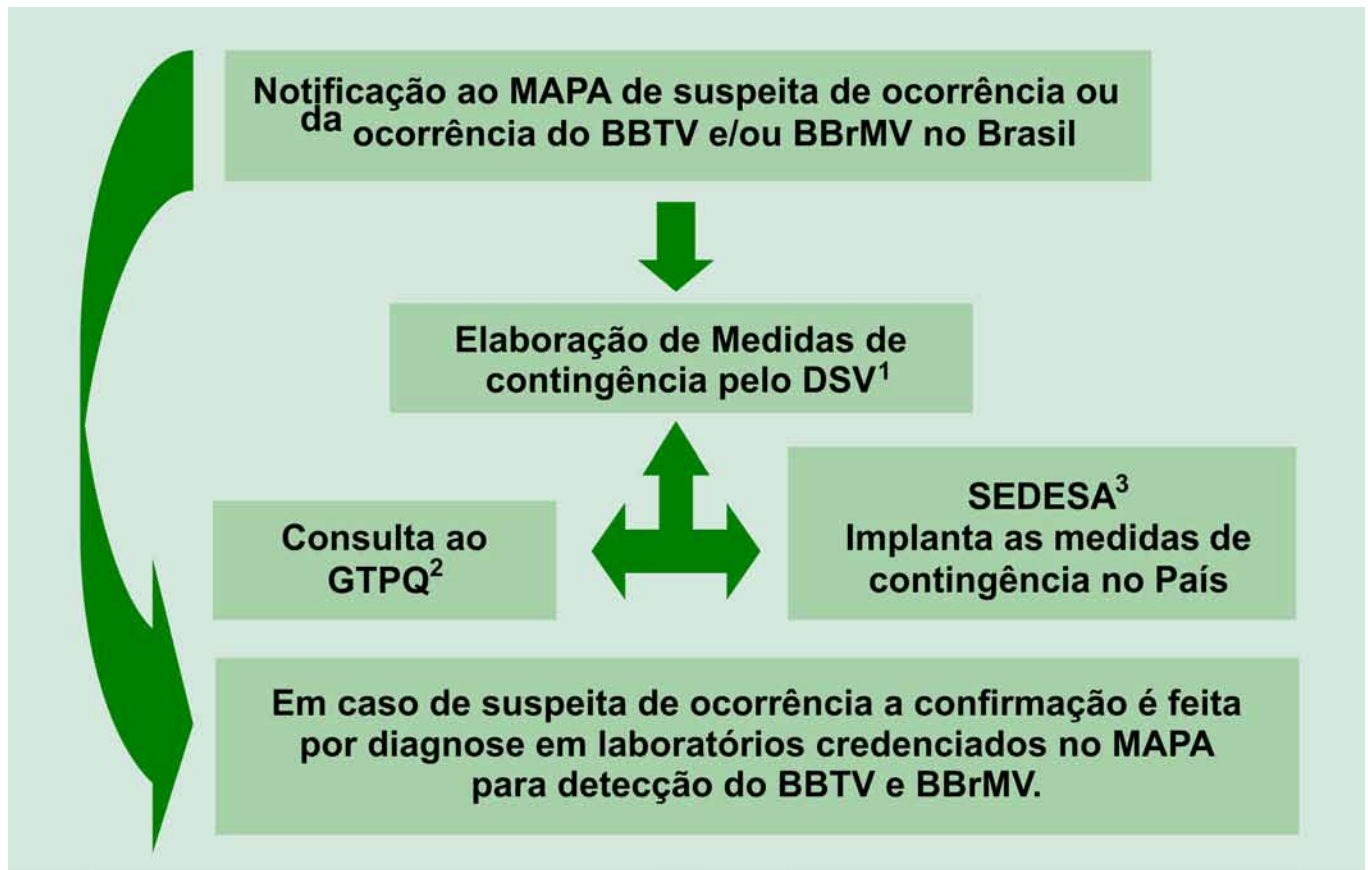 Notificação ao MAPA de suspeita de ocorrência ou
da ocorrência do BBTV e/ou BBrMV no Brasil
Elaboração de Medidas de
contingência pelo DSV¹
Consulta ao
GTPQ²
SEDESA³
Implanta as medidas de
contingência no País
Em caso de suspeita de ocorrência a confirmação é feita
por diagnose em laboratórios credenciados no MAPA
para detecção do BBTV e BBrMV.